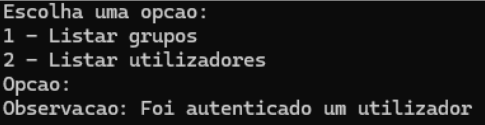 Escolha uma opcao:
1 - Listar grupos
2 - Listar utilizadores
Opcao:
Observacao: Foi autenticado um utilizador